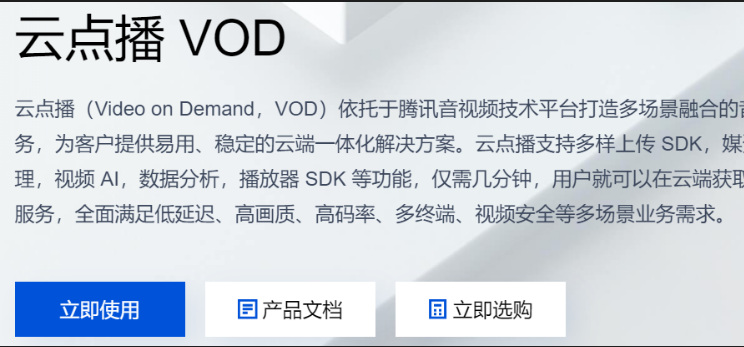 云点播 VOD
云点播（Video on Demand，VOD）依托于腾讯音视频技术平台打造多场景融合的
务，为客户提供易用、稳定的云端一体化解决方案。云点播支持多样上传 SDK，媒
理，视频 AI，数据分析，播放器 SDK 等功能，仅需几分钟，用户就可以在云端获取
服务，全面满足低延迟、高画质、高码率、多终端、视频安全等多场景业务需求。
立即使用 产品文档 立即选购